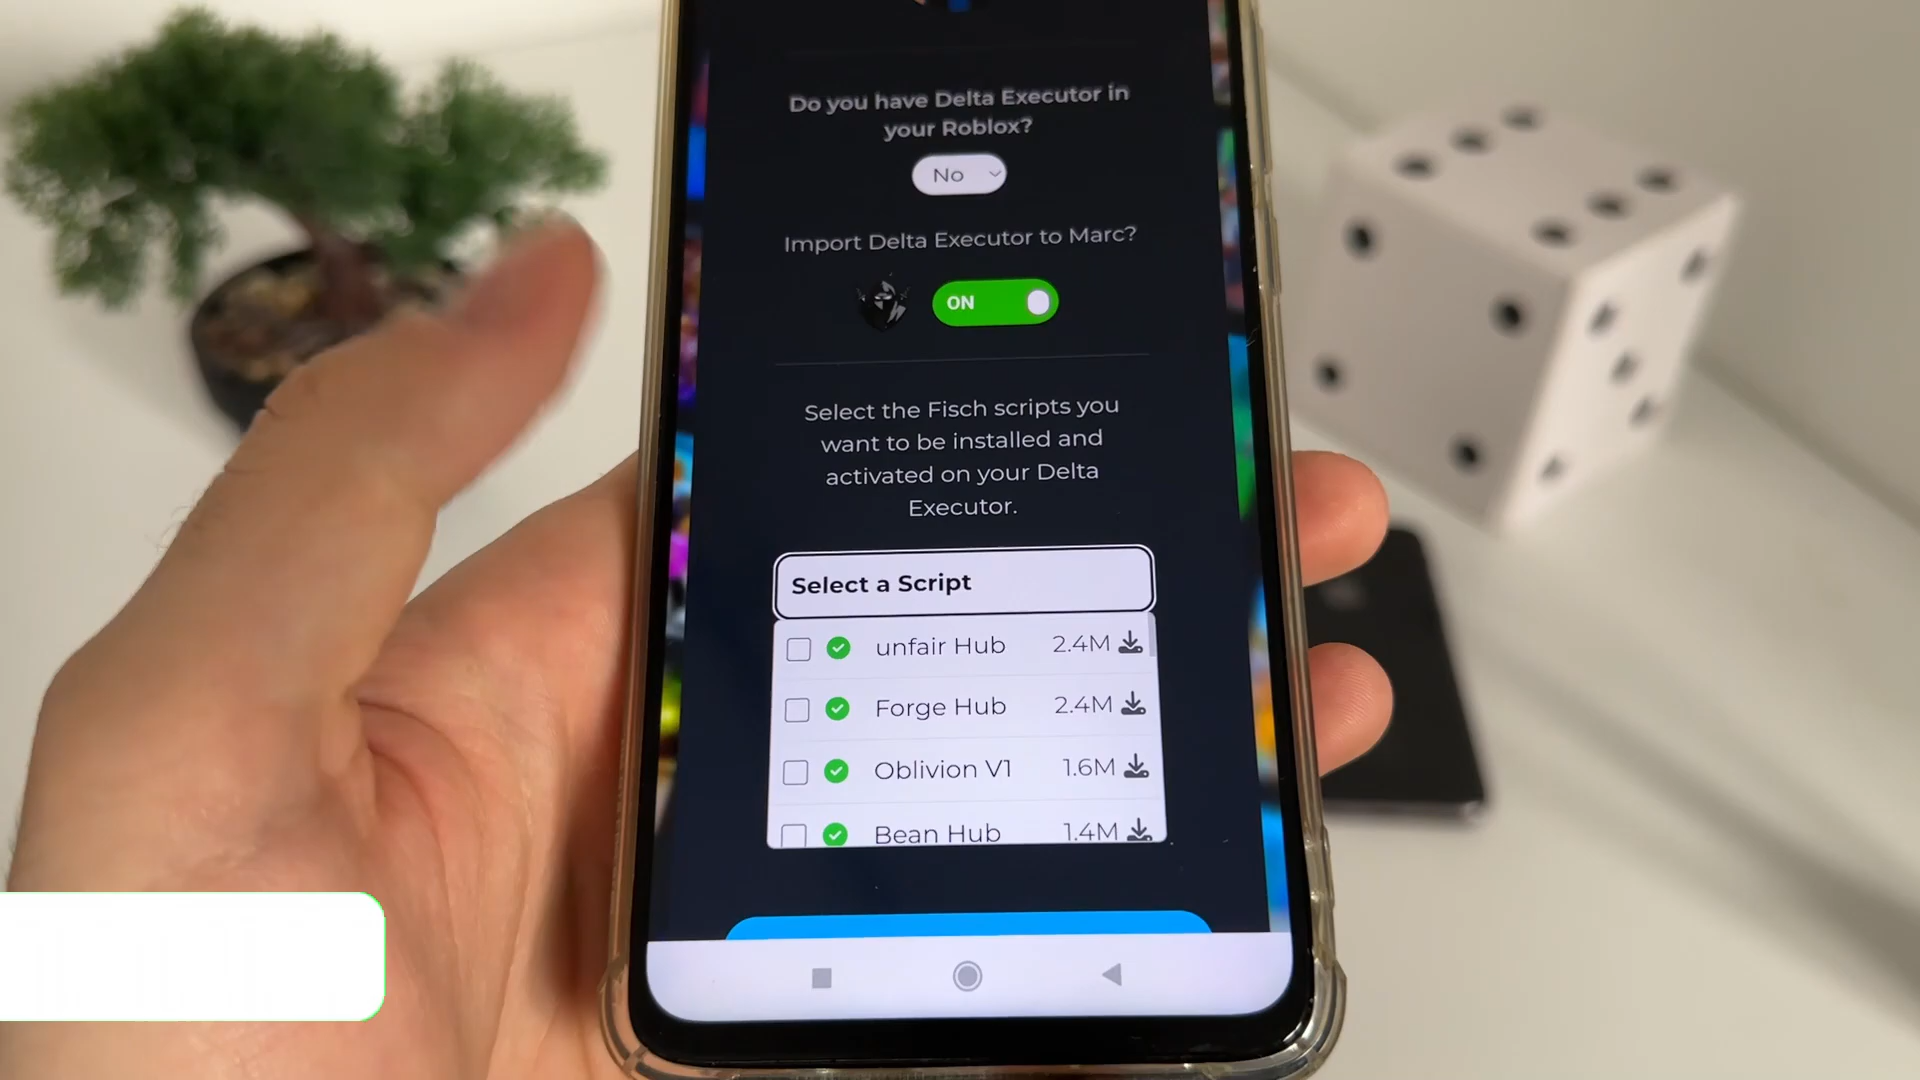 Do you have Delta Executor in
your Roblox?
No
Import Delta Executor to Marc?
ON
Select the Fisch scripts you
want to be installed and
activated on your Delta
Executor.
Select a Script
unfair Hub 2.4M
Forge Hub 2.4M
Oblivion V1 1.6M
Bean Hub 1.4M